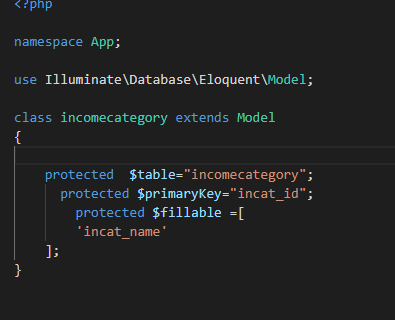 <?php
namespace App;
use Illuminate\Database\Eloquent\Model;
class incomecategory extends Model
{
protected  $table="incomecategory";
protected $primaryKey="incat_id";
protected $fillable =[
'incat_name'
];
}